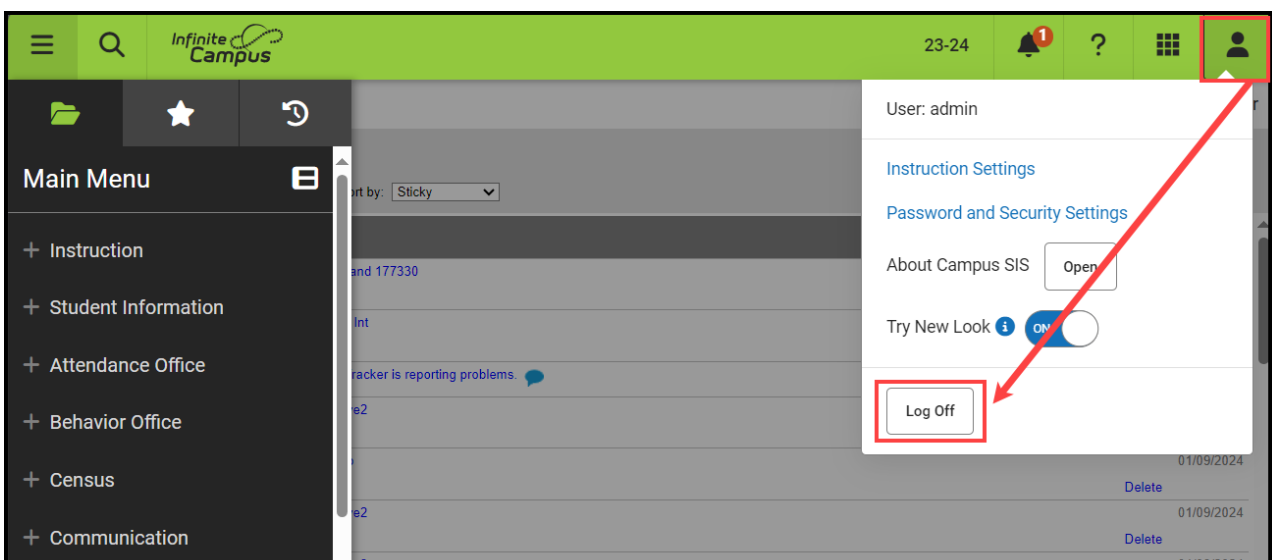 Infinite
Campus
23-24
1
?
User: admin
Main Menu
Instruction Settings
ort by: Sticky
Password and Security Settings
Instruction
and 177330
About Campus SIS Open
Student Information
Int
Try New Look ON
Attendance Office
racker is reporting problems.
Behavior Office
e2
Log Off
Census
01/09/2024
Delete
Communication
e2
01/09/2024
Delete